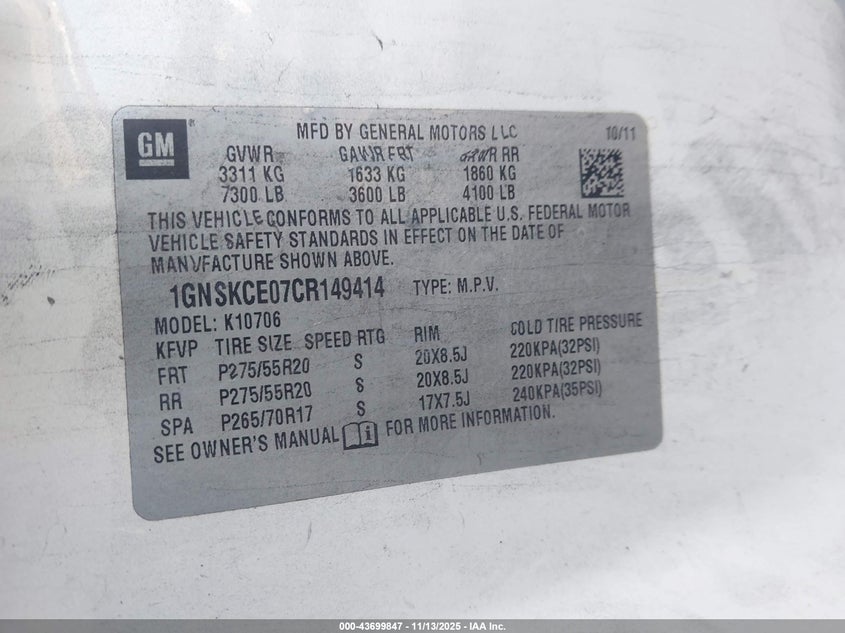 GM
MFD BY GENERAL MOTORS LLC 10/11
GVWR GAWR FRT GAWR RR
3311 KG 1633 KG 1860 KG
7300 LB 3600 LB 4100 LB
THIS VEHICLE CONFORMS TO ALL APPLICABLE U.S. FEDERAL MOTOR
VEHICLE SAFETY STANDARDS IN EFFECT ON THE DATE OF
MANUFACTURE SHOWN ABOVE.
1GNSKCE07CR149414 TYPE: M.P.V.
MODEL: K10706
KFVP TIRE SIZE SPEED RTG RIM COLD TIRE PRESSURE
FRT P275/55R20 S 20X8.5J 220KPA(32PSI)
RR P275/55R20 S 20X8.5J 220KPA(32PSI)
SPA P265/70R17 S 17X7.5J 240KPA(35PSI)
SEE OWNER'S MANUAL FOR MORE INFORMATION.
000-43699847 - 11/13/2025 - IAA Inc.